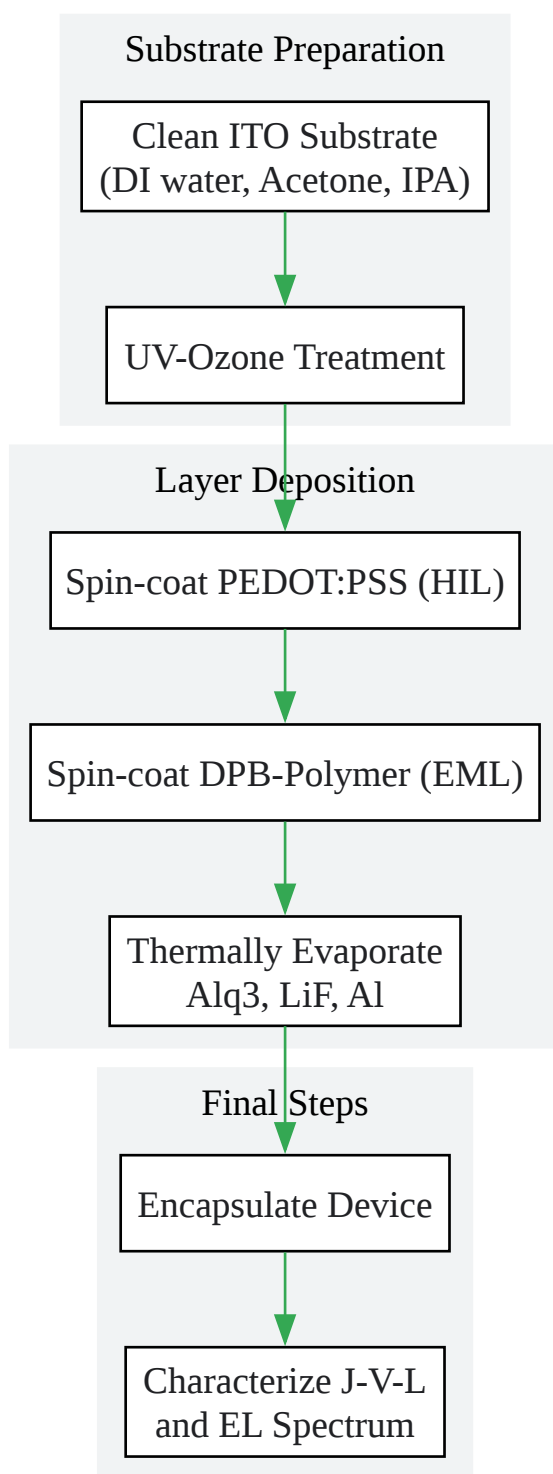 Substrate Preparation
Clean ITO Substrate
(DI water, Acetone, IPA)
UV-Ozone Treatment
Layer Deposition
Spin-coat PEDOT:PSS (HIL)
Spin-coat DPB-Polymer (EML)
Thermally Evaporate
Alq3, LiF, Al
Final Steps
Encapsulate Device
Characterize J-V-L
and EL Spectrum